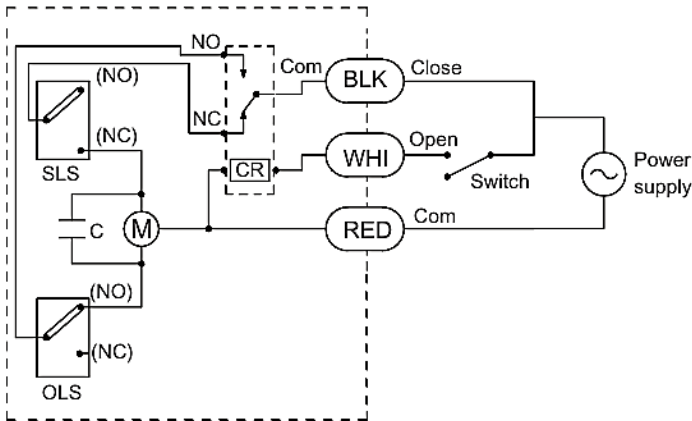 NO
Com
BLK
Close
(NO)
NC
(NC)
Open
WHI
CR
SLS
Switch
Power
supply
C
M
Com
RED
(NO)
(NC)
OLS